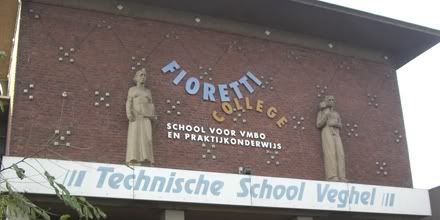 FIORETTI
COLLEGE
SCHOOL VOOR VMBO
EN PRAKTIJKONDERWIJS
Technische School Veghel